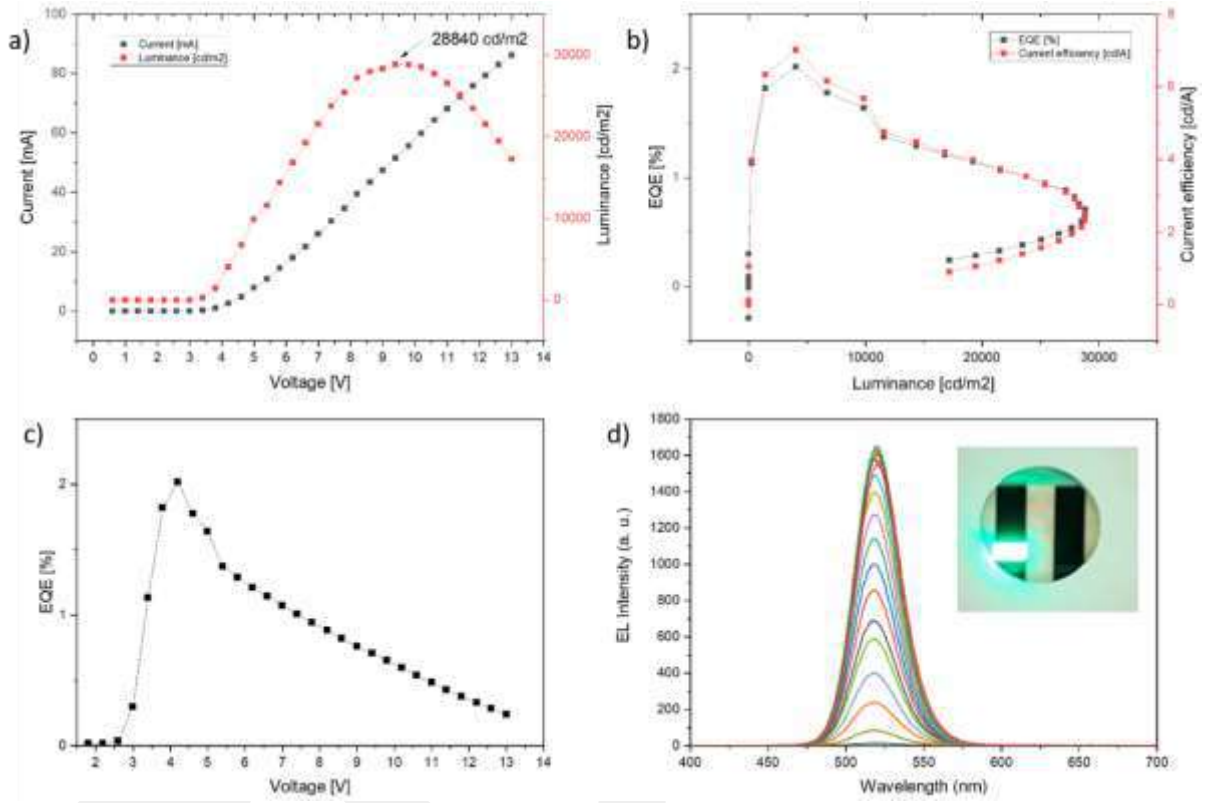 a)
Current [mA]
Luminance [cd/m2]
28840 cd/m2
100
80
60
40
20
0
Current [mA]
30000
20000
10000
0
Luminance [cd/m2]
0 1 2 3 4 5 6 7 8 9 10 11 12 13 14
Voltage [V]
b)
EQE [%]
Current efficiency [cd/A]
2
1
0
EQE [%]
8
6
4
2
0
Current efficiency [cd/A]
0 10000 20000 30000
Luminance [cd/m2]
c)
2
1
0
EQE [%]
2 3 4 5 6 7 8 9 10 11 12 13 14
Voltage [V]
d)
1800
1600
1400
1200
1000
800
600
400
200
0
EL Intensity (a. u.)
400 450 500 550 600 650 700
Wavelength (nm)